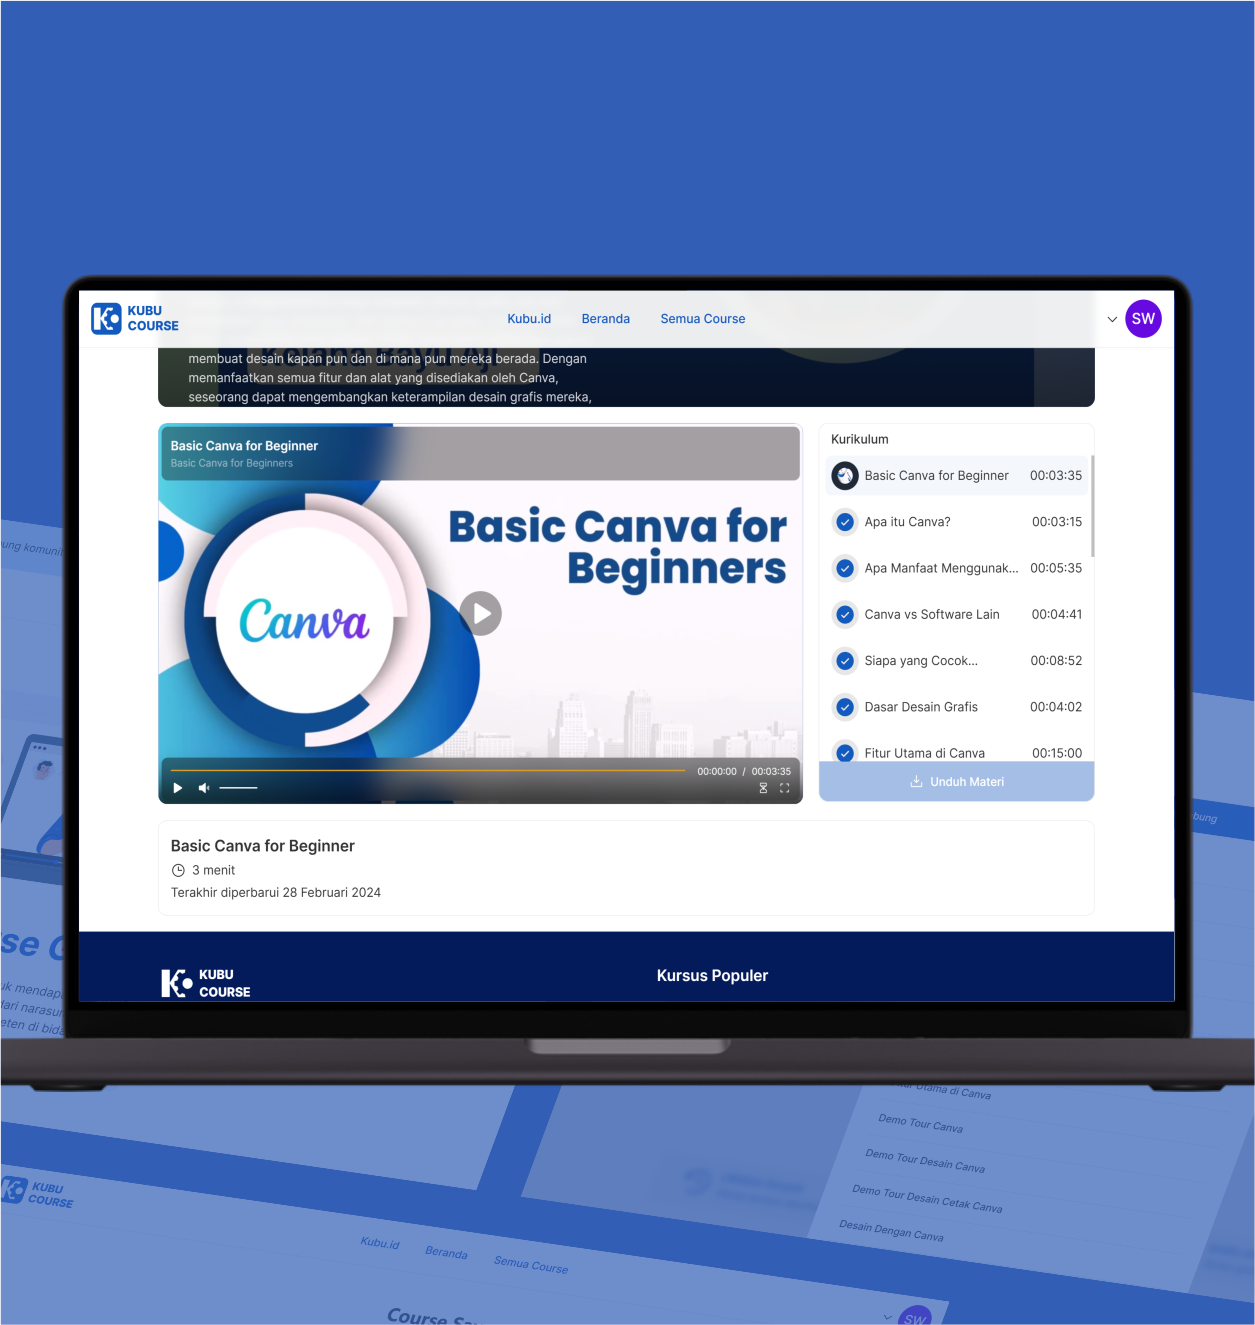 KUBU
COURSE
Kubu.id
Beranda
Semua Course
SW
Kelana Bayu Aji
membuat desain kapan pun dan di mana pun mereka berada. Dengan
memanfaatkan semua fitur dan alat yang disediakan oleh Canva,
seseorang dapat mengembangkan keterampilan desain grafis mereka,
Basic Canva for Beginner
Basic Canva for Beginners
Basic Canva for
Beginners
Canva
00:00:00 / 00:03:35
Kurikulum
Basic Canva for Beginner 00:03:35
Apa itu Canva? 00:03:15
Apa Manfaat Menggunak... 00:05:35
Canva vs Software Lain 00:04:41
Siapa yang Cocok... 00:08:52
Dasar Desain Grafis 00:04:02
Fitur Utama di Canva 00:15:00
Unduh Materi
Basic Canva for Beginner
3 menit
Terakhir diperbarui 28 Februari 2024
KUBU
COURSE
Kursus Populer
ung komunit
bung
se
uk mendap
dari narasu
eten di bida
Utama di Canva
Demo Tour Canva
Demo Tour Desain Canva
Demo Tour Desain Cetak Canva
Desain Dengan Canva
KUBU
COURSE
Kubu.id
Beranda
Semua Course
Course
SW